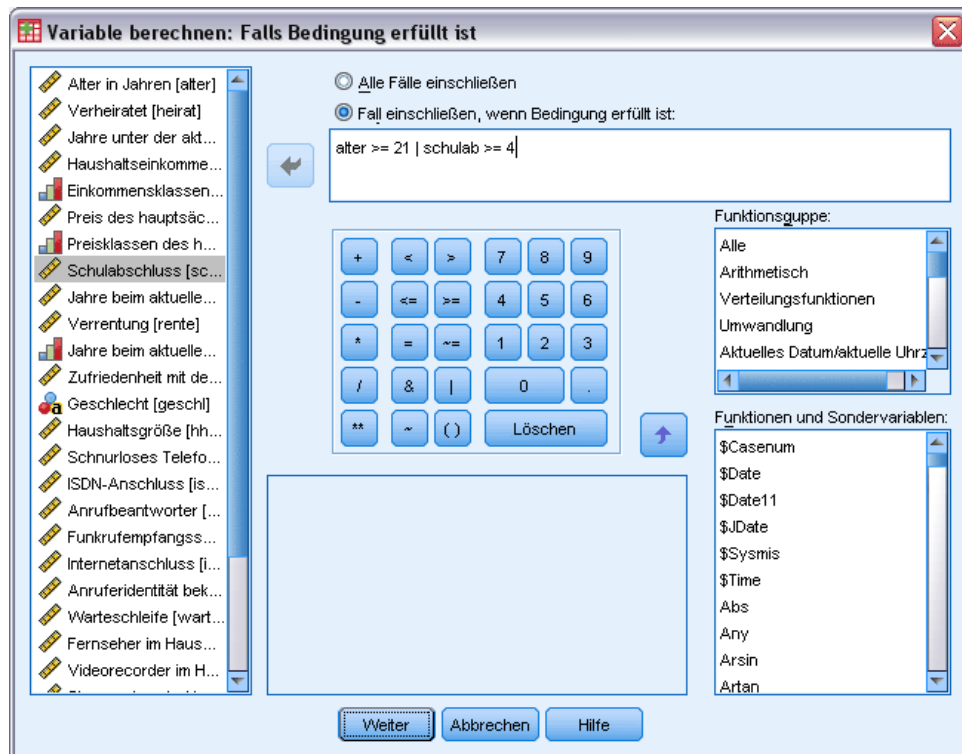 Variable berechnen: Falls Bedingung erfüllt ist
Alter in Jahren [alter]
Verheiratet [heirat]
Jahre unter der akt...
Haushaltseinkomme...
Einkommensklassen...
Preis des hauptsäc...
Preisklassen des h...
Schulabschluss [sc...
Jahre beim aktuelle...
Verrentung [rente]
Jahre beim aktuelle...
Zufriedenheit mit de...
Geschlecht [geschl]
Haushaltsgröße [hh...
Schnurloses Telefo...
ISDN-Anschluss [is...
Anrufbeantworter [...
Funkrufempfangss...
Internetanschluss [i...
Anruferidentität bek...
Warteschleife [wart...
Fernseher im Haus...
Videorecorder im H...
Alle Fälle einschließen
Fall einschließen, wenn Bedingung erfüllt ist:
alter >= 21 | schulab >= 4
+ < > 7 8 9
- <= >= 4 5 6
* = ~= 1 2 3
/ & | 0 .
** ~ ( ) Löschen
Funktionsgruppe:
Alle
Arithmetisch
Verteilungsfunktionen
Umwandlung
Aktuelles Datum/aktuelle Uhrz
Funktionen und Sondervariablen:
$Casenum
$Date
$Date11
$JDate
$Sysmis
$Time
Abs
Any
Arsin
Artan
Weiter Abbrechen Hilfe